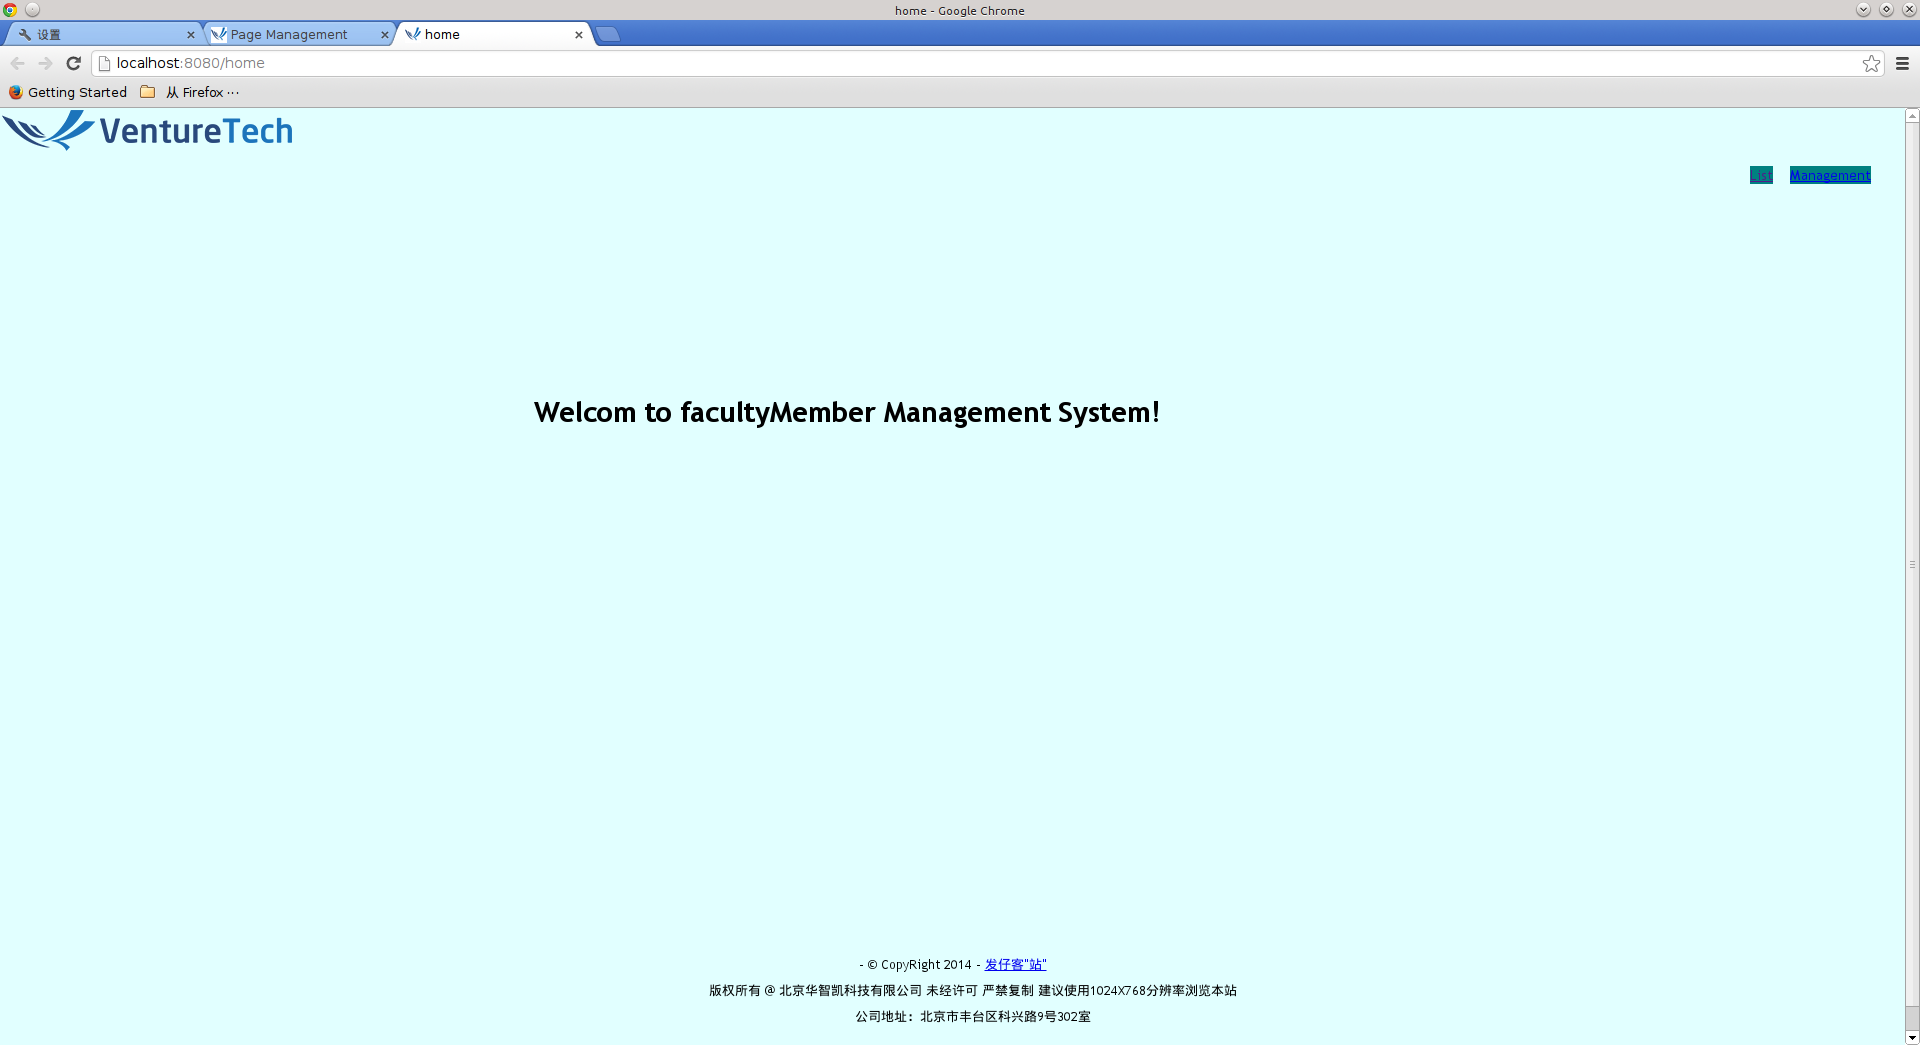 home - Google Chrome
设置
Page Management
home
localhost:8080/home
Getting Started
从 Firefox ···
VentureTech
List
Management
Welcom to facultyMember Management System!
- © CopyRight 2014 - 发仔客"站"
版权所有 @ 北京华智凯科技有限公司 未经许可 严禁复制 建议使用1024X768分辨率浏览本站
公司地址：北京市丰台区科兴路9号302室